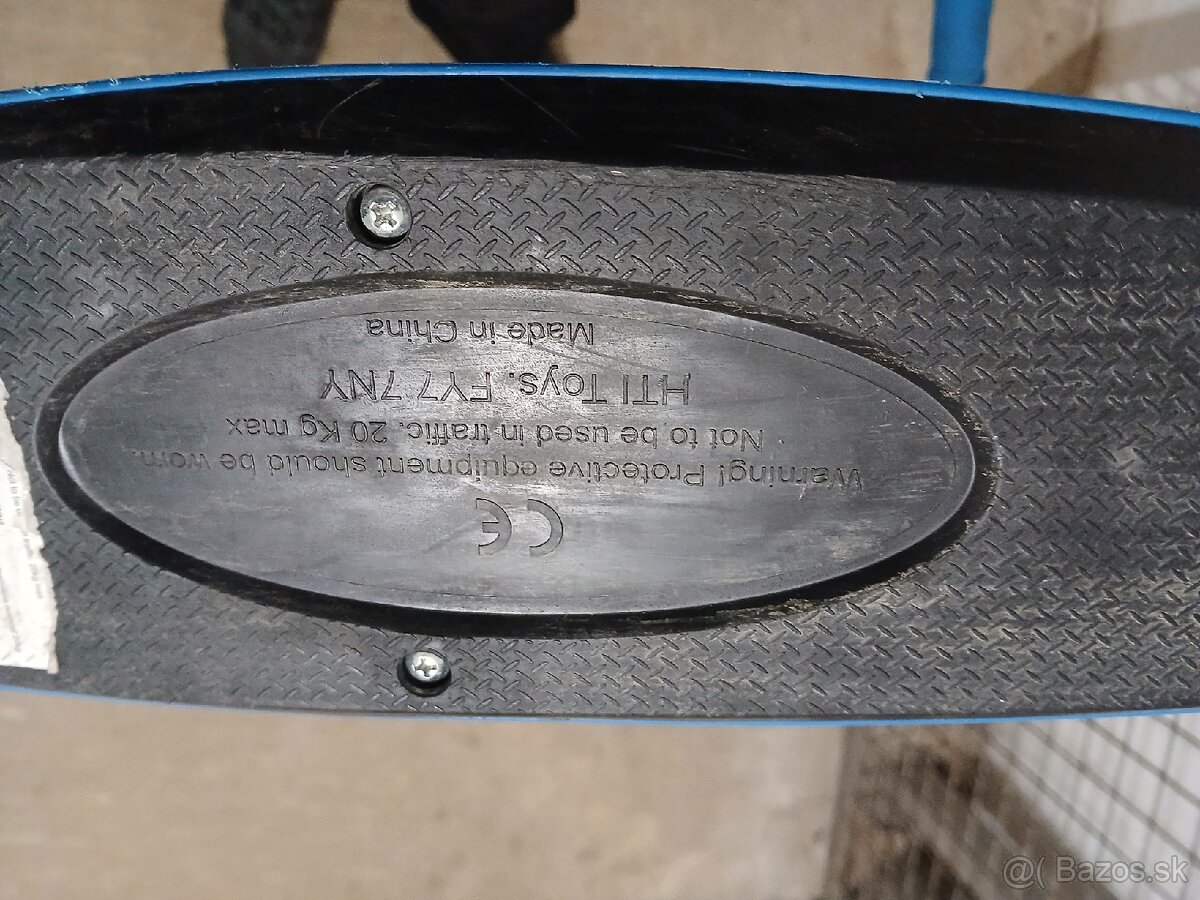 CE
Warning! Protective equipment should be worn.
Not to be used in traffic. 20 Kg max
HTI Toys. FY7 7NY
Made in China
@( Bazos.sk